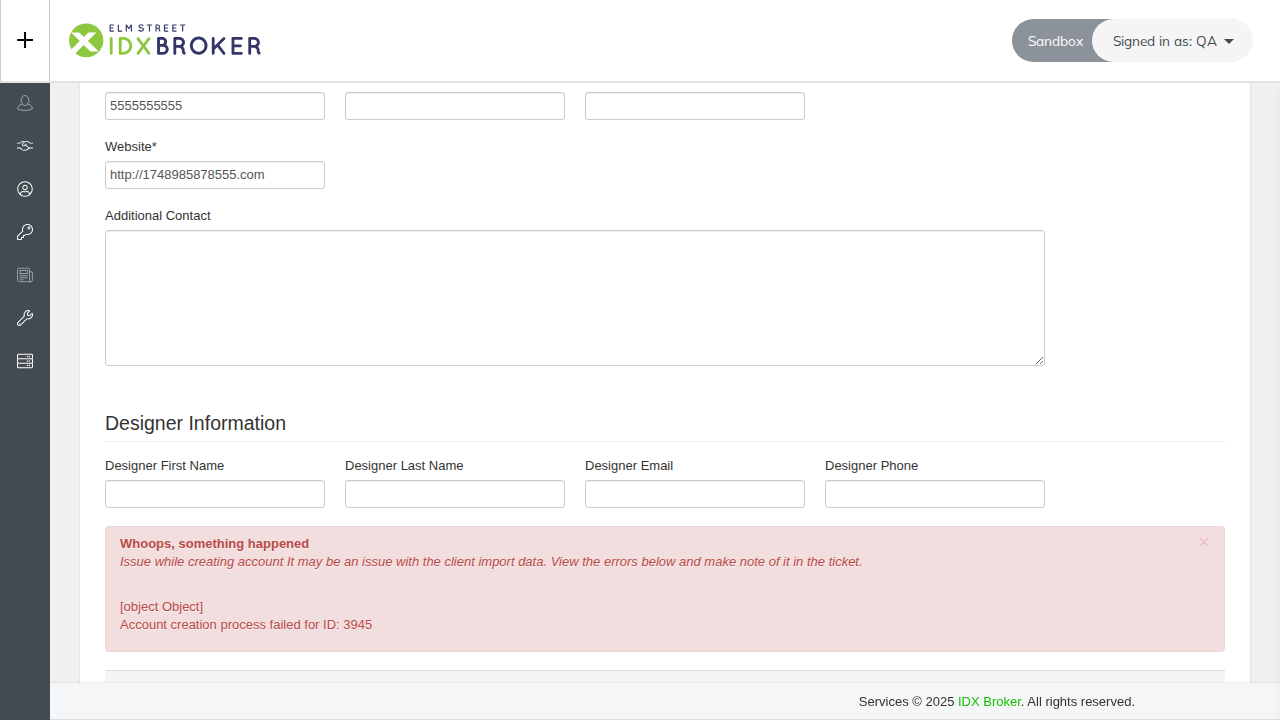 ELM STREET
IDXBROKER
Sandbox
Signed in as: QA
5555555555
Website*
http://1748985878555.com
Additional Contact
Designer Information
Designer First Name
Designer Last Name
Designer Email
Designer Phone
Whoops, something happened
×
Issue while creating account It may be an issue with the client import data. View the errors below and make note of it in the ticket.
[object Object]
Account creation process failed for ID: 3945
Services © 2025 IDX Broker. All rights reserved.